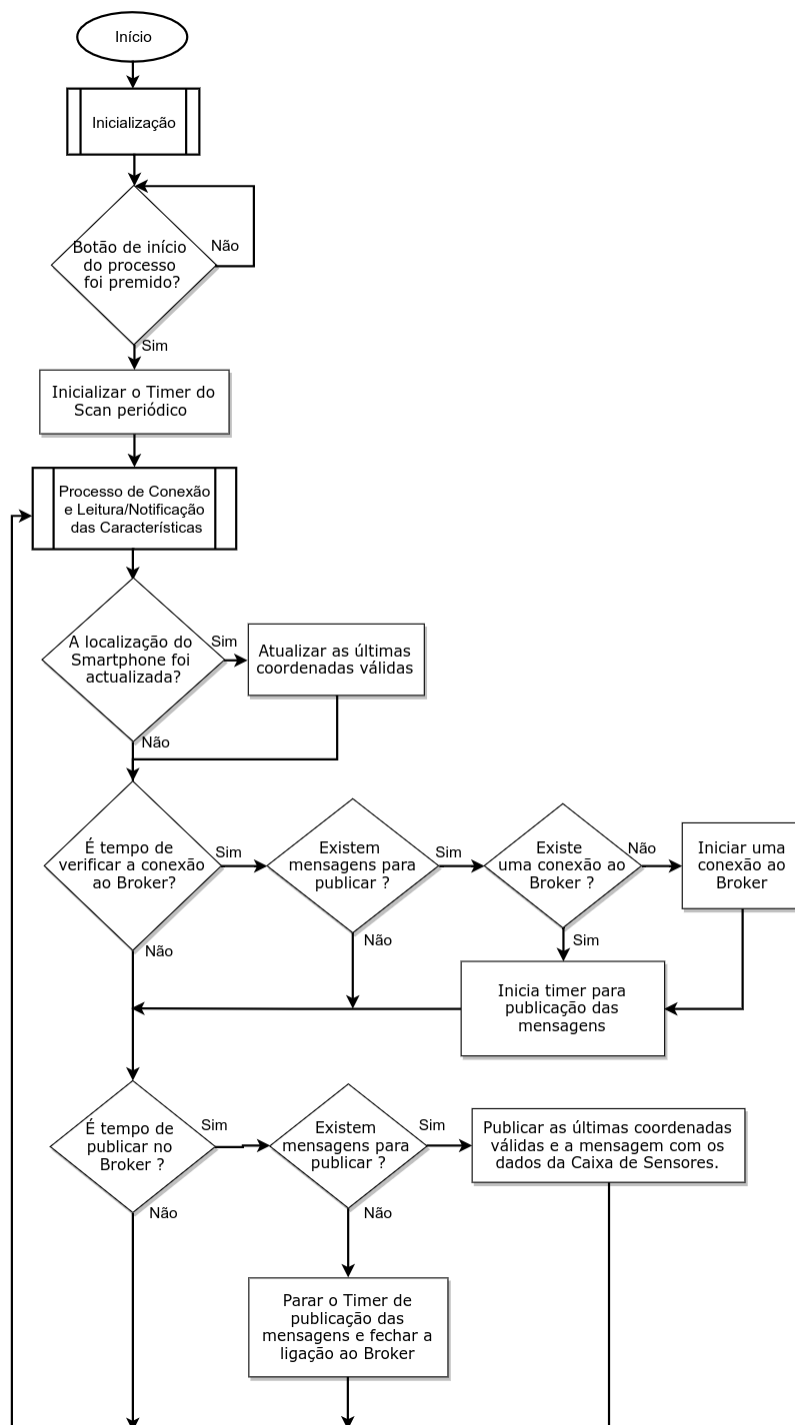 Início
Inicialização
Botão de início
do processo
foi premido?
Não
Sim
Inicializar o Timer do
Scan periódico
Processo de Conexão
e Leitura/Notificação
das Características
A localização do
Smartphone foi
actualizada?
Sim
Atualizar as últimas
coordenadas válidas
Não
É tempo de
verificar a conexão
ao Broker?
Sim
Existem
mensagens para
publicar ?
Sim
Existe
uma conexão ao
Broker ?
Não
Iniciar uma
conexão ao
Broker
Não
Não
Sim
Inicia timer para
publicação das
mensagens
É tempo de
publicar no
Broker ?
Sim
Existem
mensagens para
publicar ?
Sim
Publicar as últimas coordenadas
válidas e a mensagem com os
dados da Caixa de Sensores.
Não
Não
Parar o Timer de
publicação das
mensagens e fechar a
ligação ao Broker